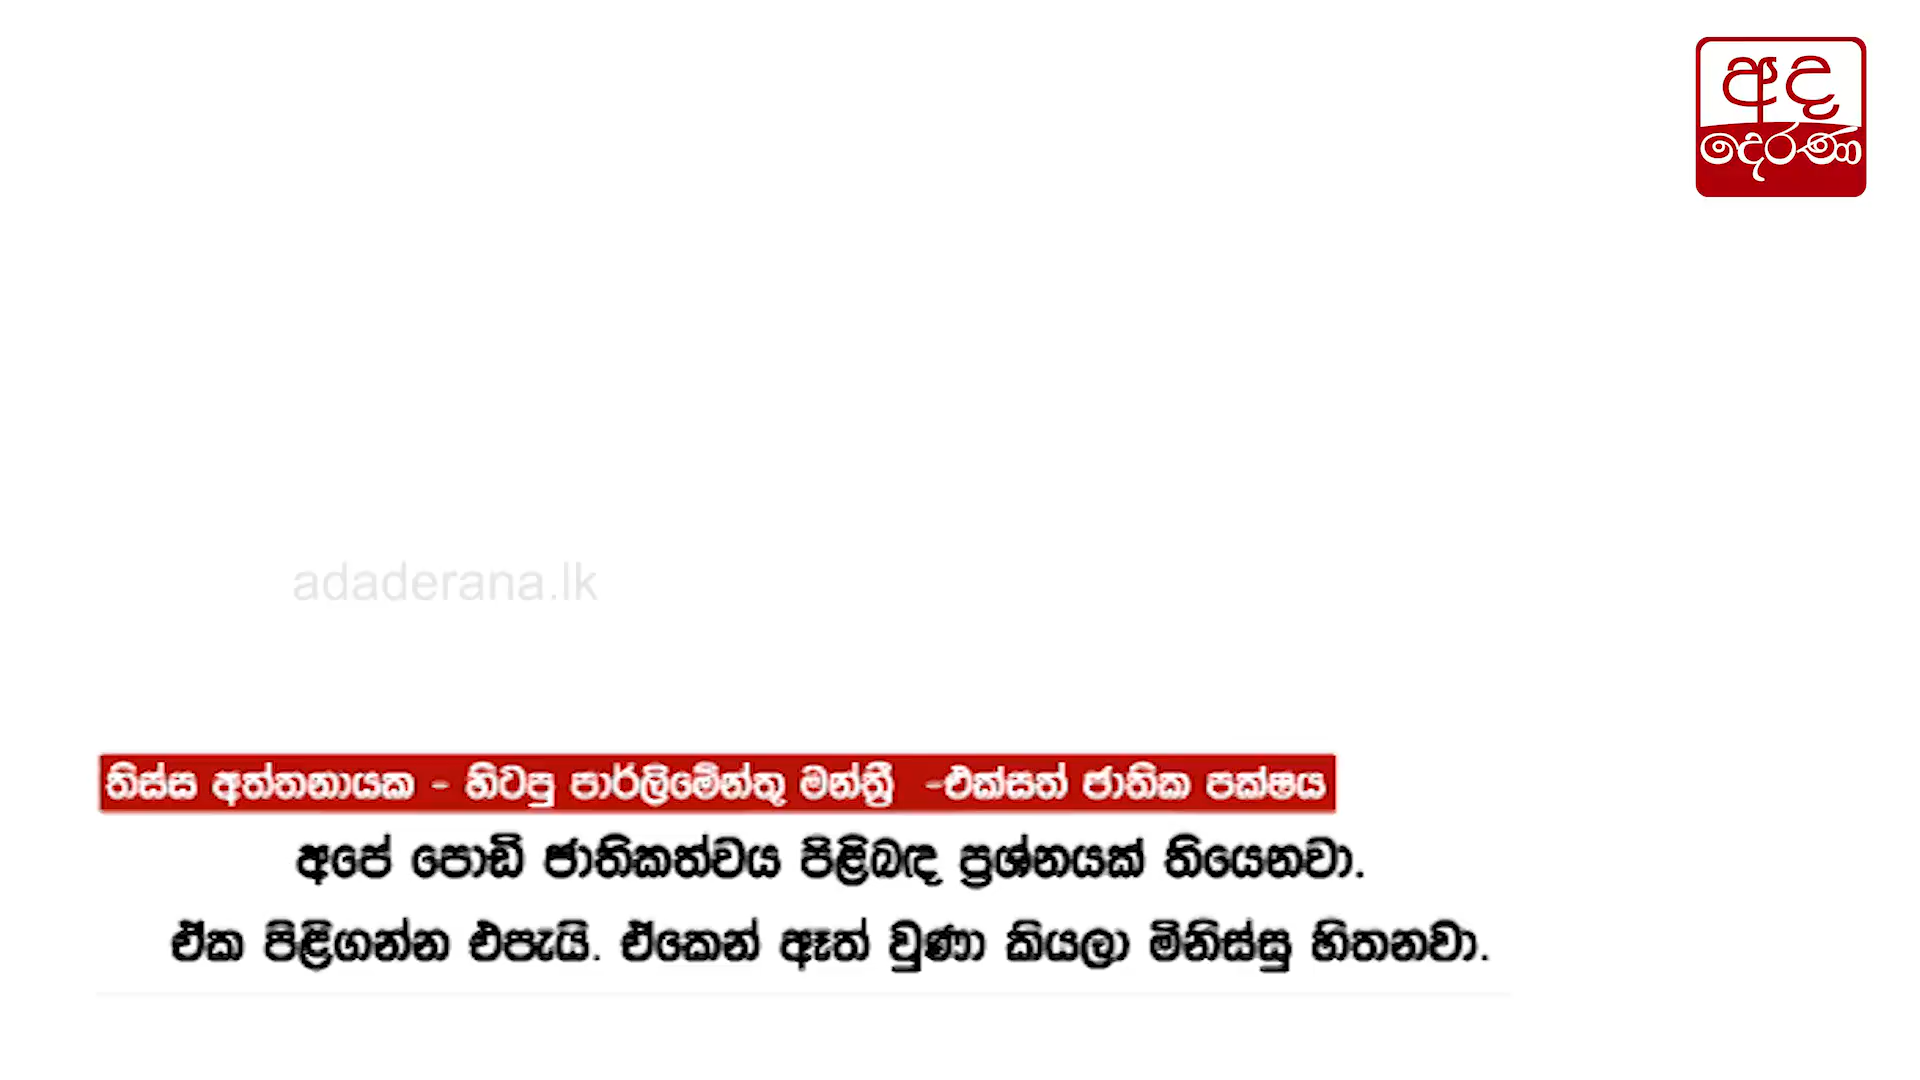 අද
දෙරණ
adaderana.lk
තිස්ස අත්තනායක - හිටපු පාර්ලිමේන්තු මන්ත්‍රී -එක්සත් ජාතික පක්ෂය
අපේ පොඩි ජාතිකත්වය පිළිබඳ ප්‍රශ්නයක් තියෙනවා.
ඒක පිළිගන්න එපැයි. ඒකෙන් ඈත් වුණා කියලා මිනිස්සු හිතනවා.